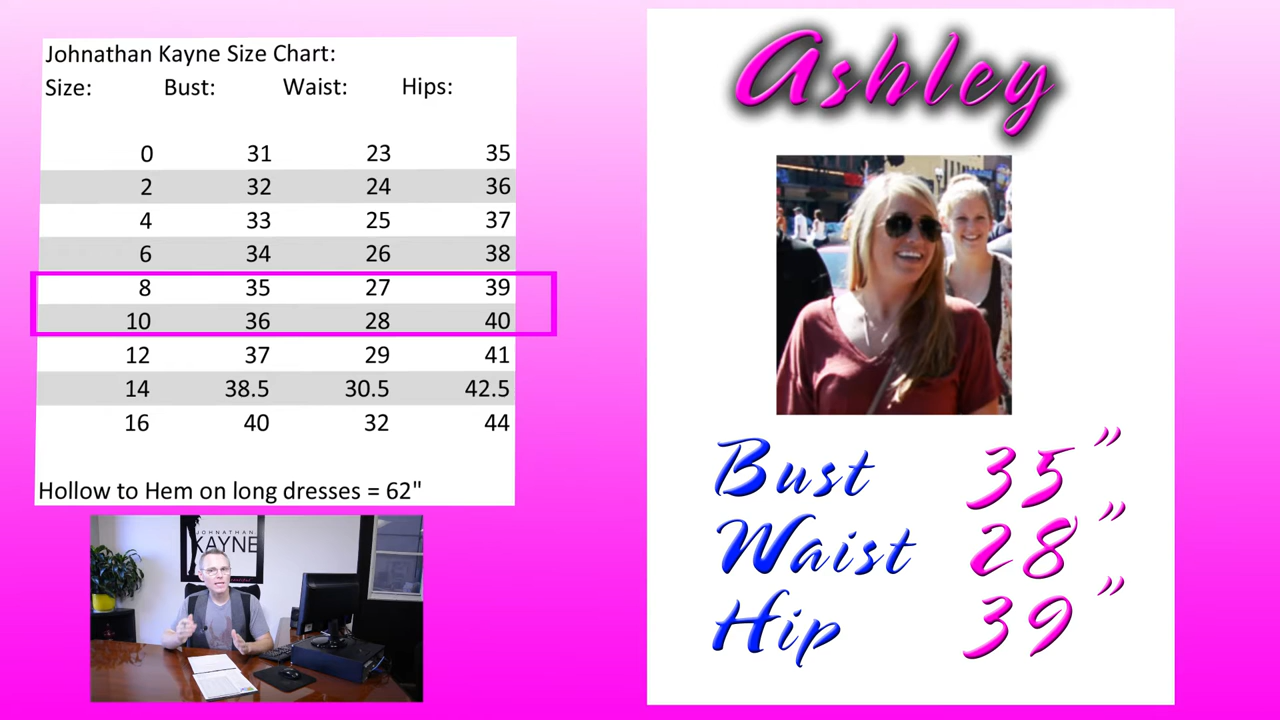 Johnathan Kayne Size Chart:
Size: Bust: Waist: Hips:
0 31 23 35
2 32 24 36
4 33 25 37
6 34 26 38
8 35 27 39
10 36 28 40
12 37 29 41
14 38.5 30.5 42.5
16 40 32 44
Hollow to Hem on long dresses = 62"
JOHNATHAN
KAYNE
Ashley
Bust 35"
Waist 28"
Hip 39"